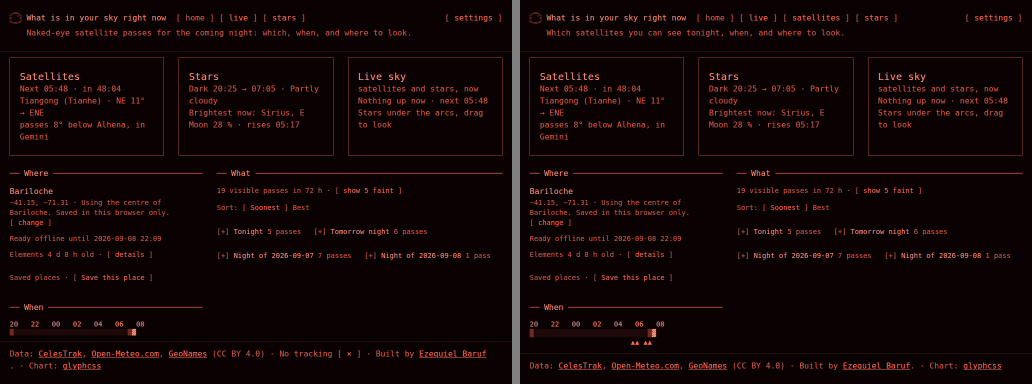 What is in your sky right now [ home ] [ live ] [ stars ] [ settings ]
Naked-eye satellite passes for the coming night: which, when, and where to look.
Satellites
Next 05:48 · in 48:04
Tiangong (Tianhe) · NE 11°
→ ENE
passes 8° below Alhena, in
Gemini
Stars
Dark 20:25 → 07:05 · Partly
cloudy
Brightest now: Sirius, E
Moon 28 % · rises 05:17
Live sky
satellites and stars, now
Nothing up now · next 05:48
Stars under the arcs, drag
to look
Where
Bariloche
−41.15, −71.31 · Using the centre of
Bariloche. Saved in this browser only.
[ change ]
Ready offline until 2026-09-08 22:09
Elements 4 d 8 h old · [ details ]
Saved places · [ Save this place ]
What
19 visible passes in 72 h · [ show 5 faint ]
Sort: [ Soonest ] Best
[+] Tonight 5 passes [+] Tomorrow night 6 passes
[+] Night of 2026-09-07 7 passes [+] Night of 2026-09-08 1 pass
When
20 22 00 02 04 06 08
Data: CelesTrak, Open-Meteo.com, GeoNames (CC BY 4.0) · No tracking [ × ] · Built by Ezequiel Baruf
. · Chart: glyphcss
What is in your sky right now [ home ] [ live ] [ satellites ] [ stars ] [ settings ]
Which satellites you can see tonight, when, and where to look.
Satellites
Next 05:48 · in 48:04
Tiangong (Tianhe) · NE 11°
→ ENE
passes 8° below Alhena, in
Gemini
Stars
Dark 20:25 → 07:05 · Partly
cloudy
Brightest now: Sirius, E
Moon 28 % · rises 05:17
Live sky
satellites and stars, now
Nothing up now · next 05:48
Stars under the arcs, drag
to look
Where
Bariloche
−41.15, −71.31 · Using the centre of
Bariloche. Saved in this browser only.
[ change ]
Ready offline until 2026-09-08 22:09
Elements 4 d 8 h old · [ details ]
Saved places · [ Save this place ]
What
19 visible passes in 72 h · [ show 5 faint ]
Sort: [ Soonest ] Best
[+] Tonight 5 passes [+] Tomorrow night 6 passes
[+] Night of 2026-09-07 7 passes [+] Night of 2026-09-08 1 pass
When
20 22 00 02 04 06 08
▲▲ ▲▲
Data: CelesTrak, Open-Meteo.com, GeoNames (CC BY 4.0) · Built by Ezequiel Baruf. · Chart: glyphcss